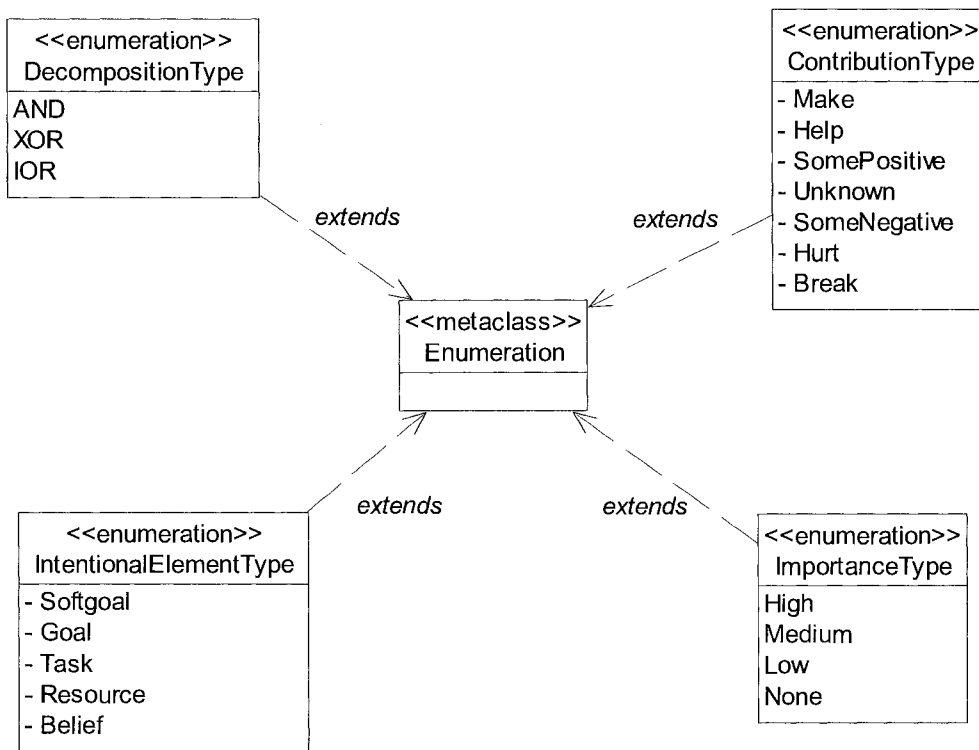 <<enumeration>>
DecompositionType
AND
XOR
IOR
<<enumeration>>
ContributionType
- Make
- Help
- SomePositive
- Unknown
- SomeNegative
- Hurt
- Break
extends
extends
<<metaclass>>
Enumeration
extends
extends
<<enumeration>>
IntentionalElementType
- Softgoal
- Goal
- Task
- Resource
- Belief
<<enumeration>>
ImportanceType
High
Medium
Low
None